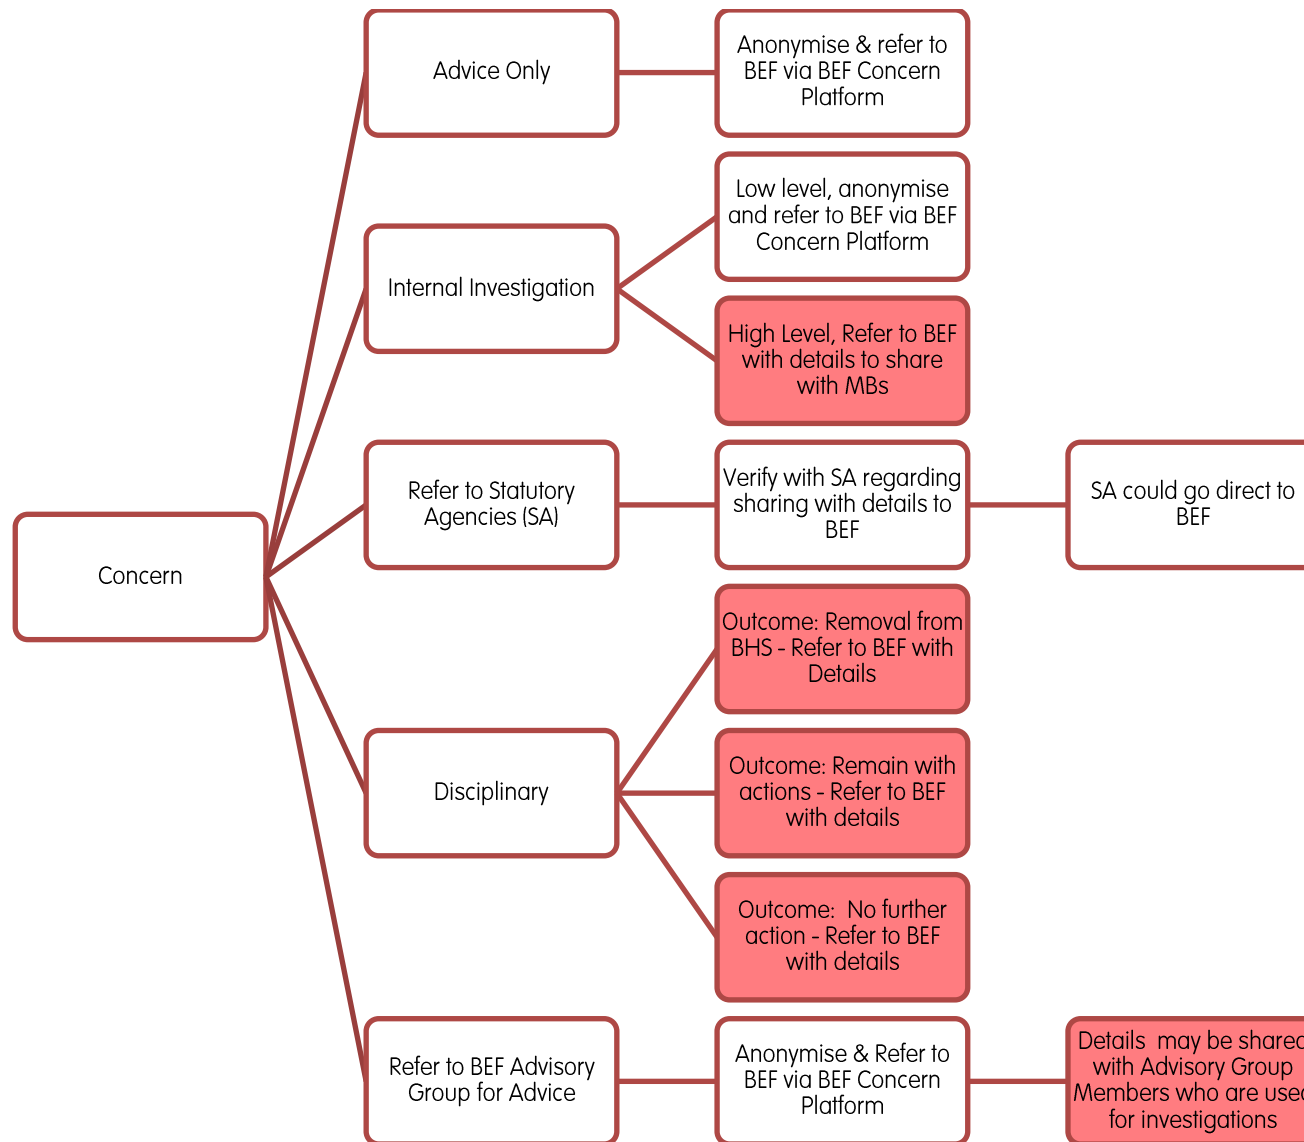 Advice Only
Anonymise & refer to
BEF via BEF Concern
Platform
Low level, anonymise
and refer to BEF via BEF
Concern Platform
Internal Investigation
High Level, Refer to BEF
with details to share
with MBs
Refer to Statutory
Agencies (SA)
Verify with SA regarding
sharing with details to
BEF
SA could go direct to
BEF
Concern
Outcome: Removal from
BHS - Refer to BEF with
Details
Disciplinary
Outcome: Remain with
actions - Refer to BEF
with details
Outcome:  No further
action - Refer to BEF
with details
Refer to BEF Advisory
Group for Advice
Anonymise & Refer to
BEF via BEF Concern
Platform
Details  may be shared
with Advisory Group
Members who are used
for investigations